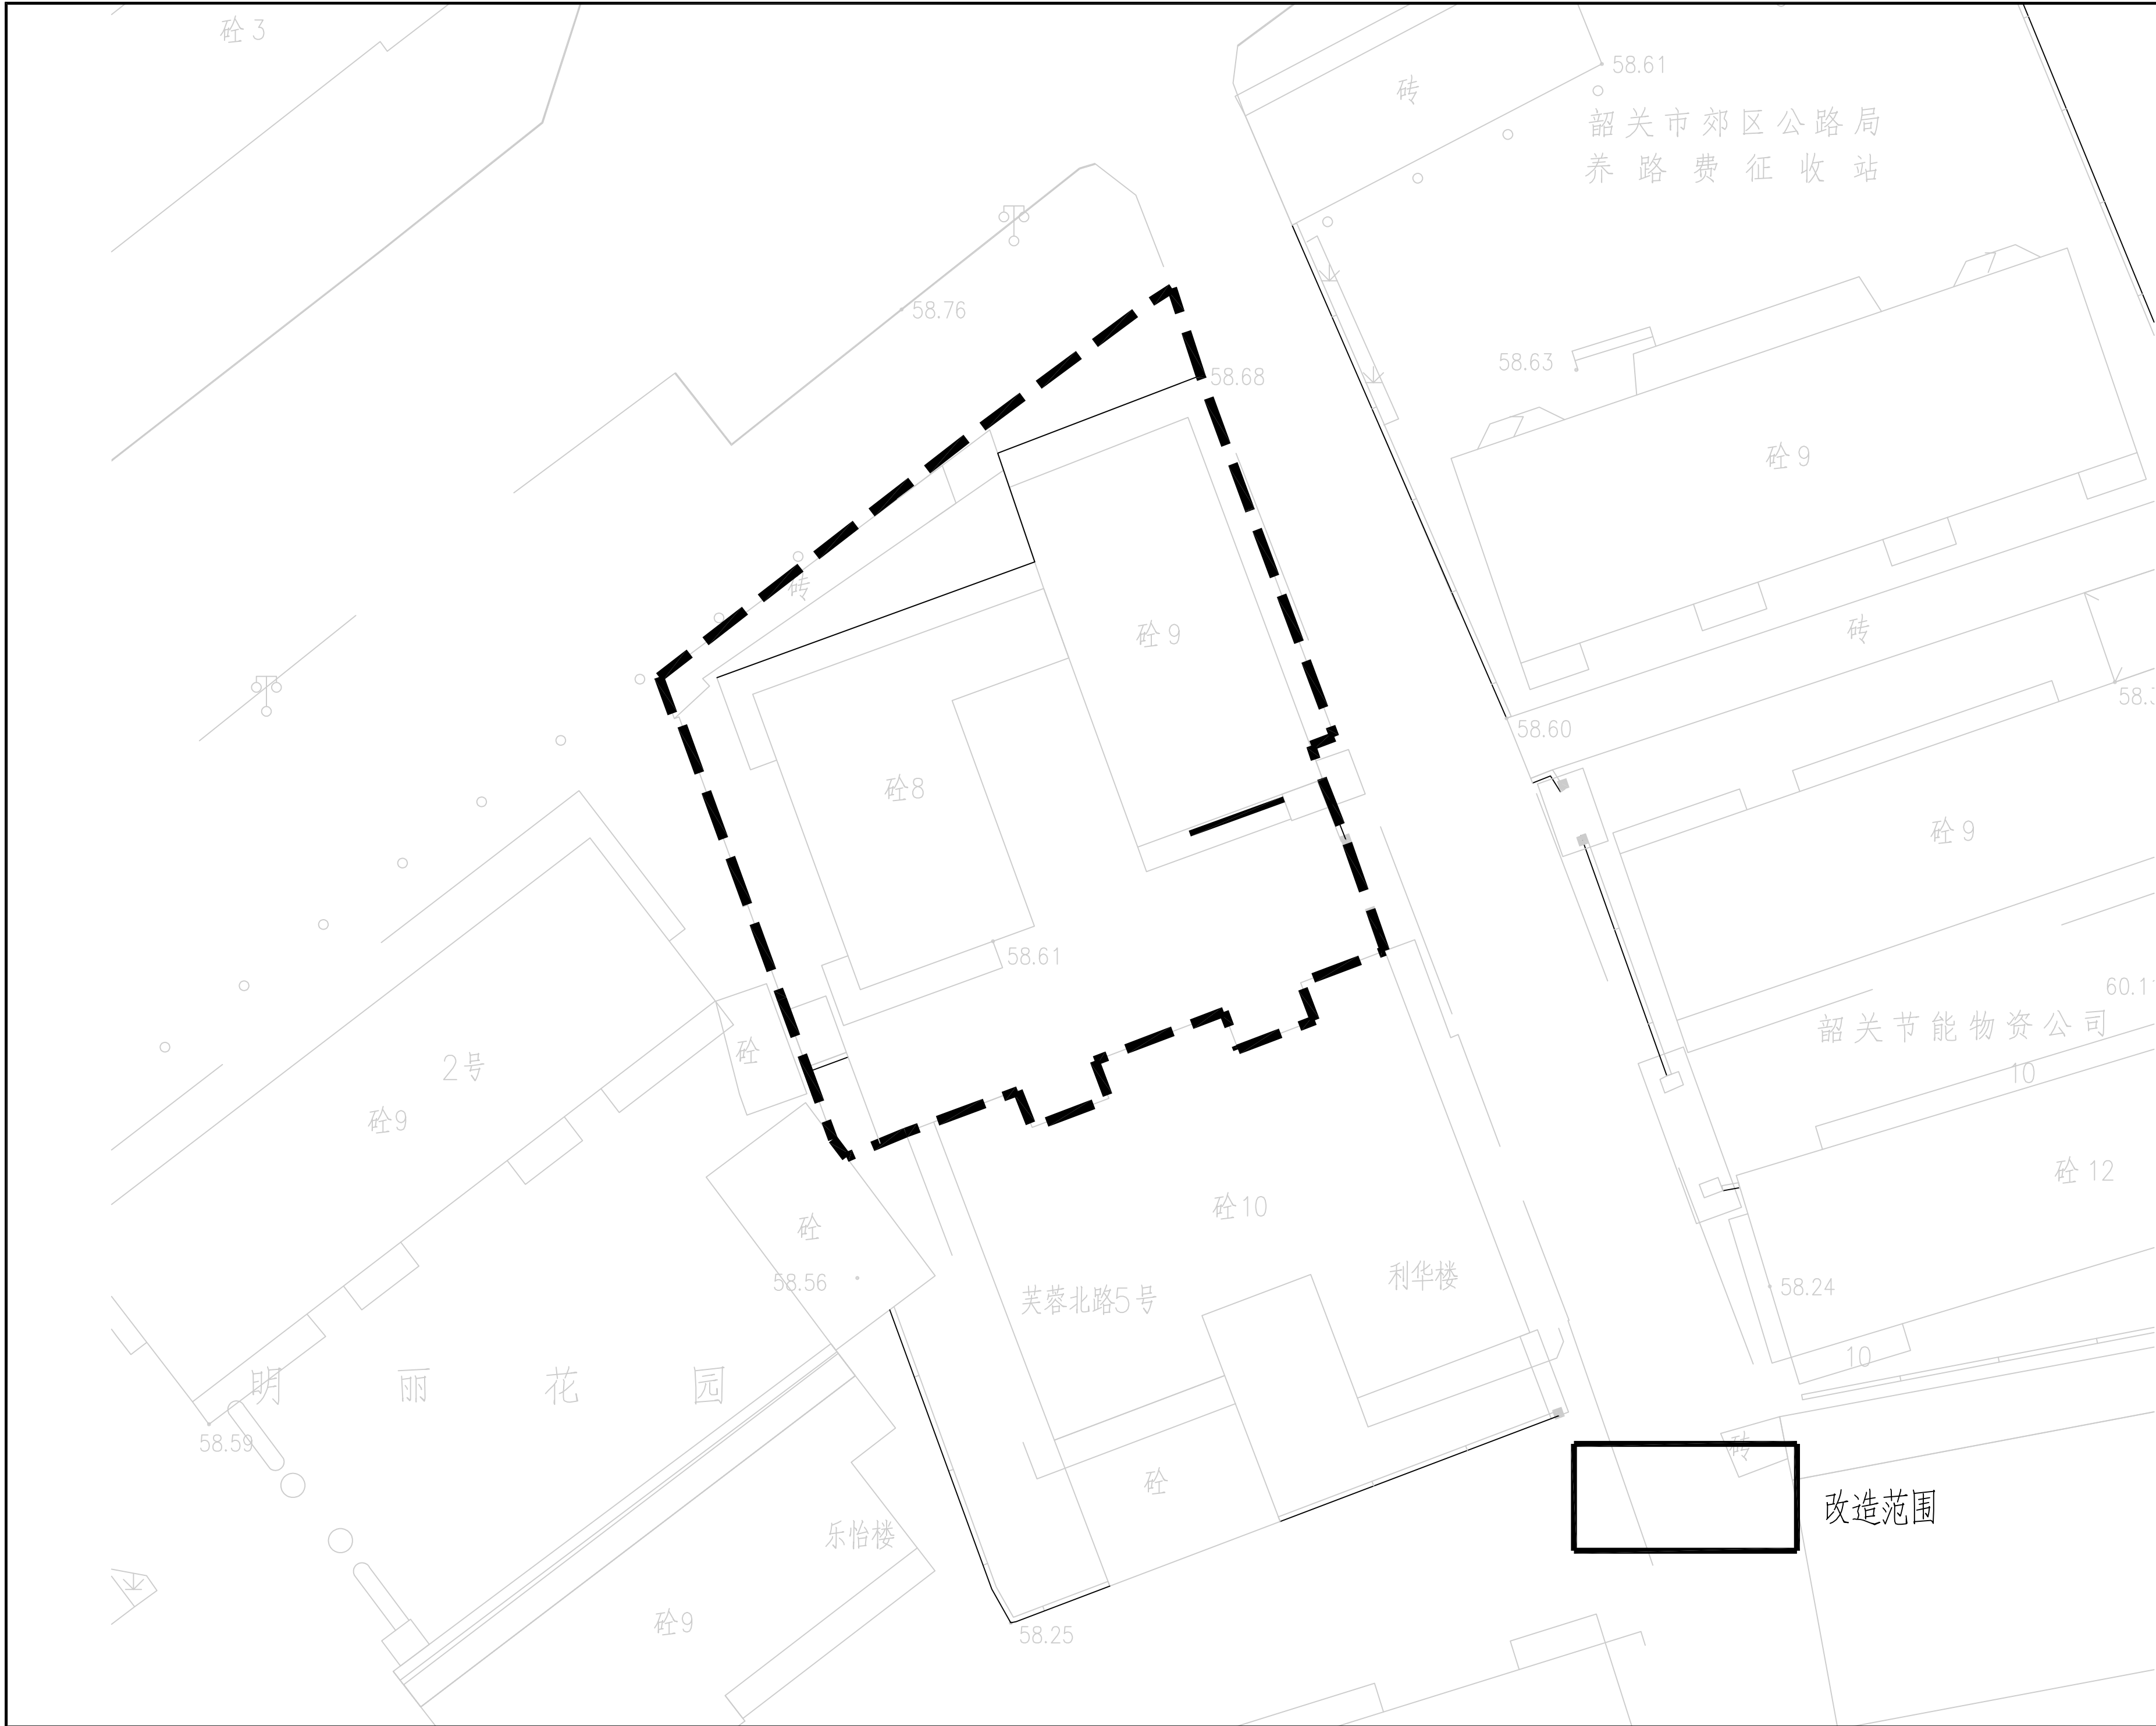 砼 3
58.61
砖
韶关市郊区公路局
养路费征收站
58.76
58.63
58.68
砼 9
砖
砼 9
砖
58.60
砼8
砼 9
58.61
60.1
韶关节能物资公司
2号
砼
10
砼9
砼 12
砼10
砼
58.56
利华楼
58.24
芙蓉北路5号
10
明丽花园
58.59
砖
砼
改造范围
乐怡楼
砼9
58.25